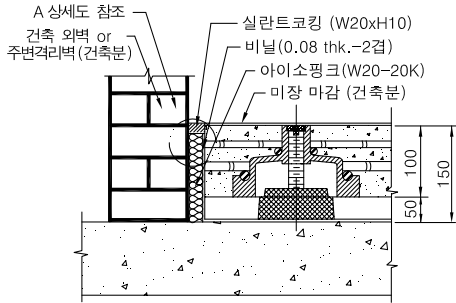 A 상세도 참조
건축 외벽 or
주변격리벽 (건축분)
실란트코킹 (W20xH10)
비닐(0.08 thk.-2겹)
아이소핑크(W20-20K)
미장 마감 (건축분)
100
50
150